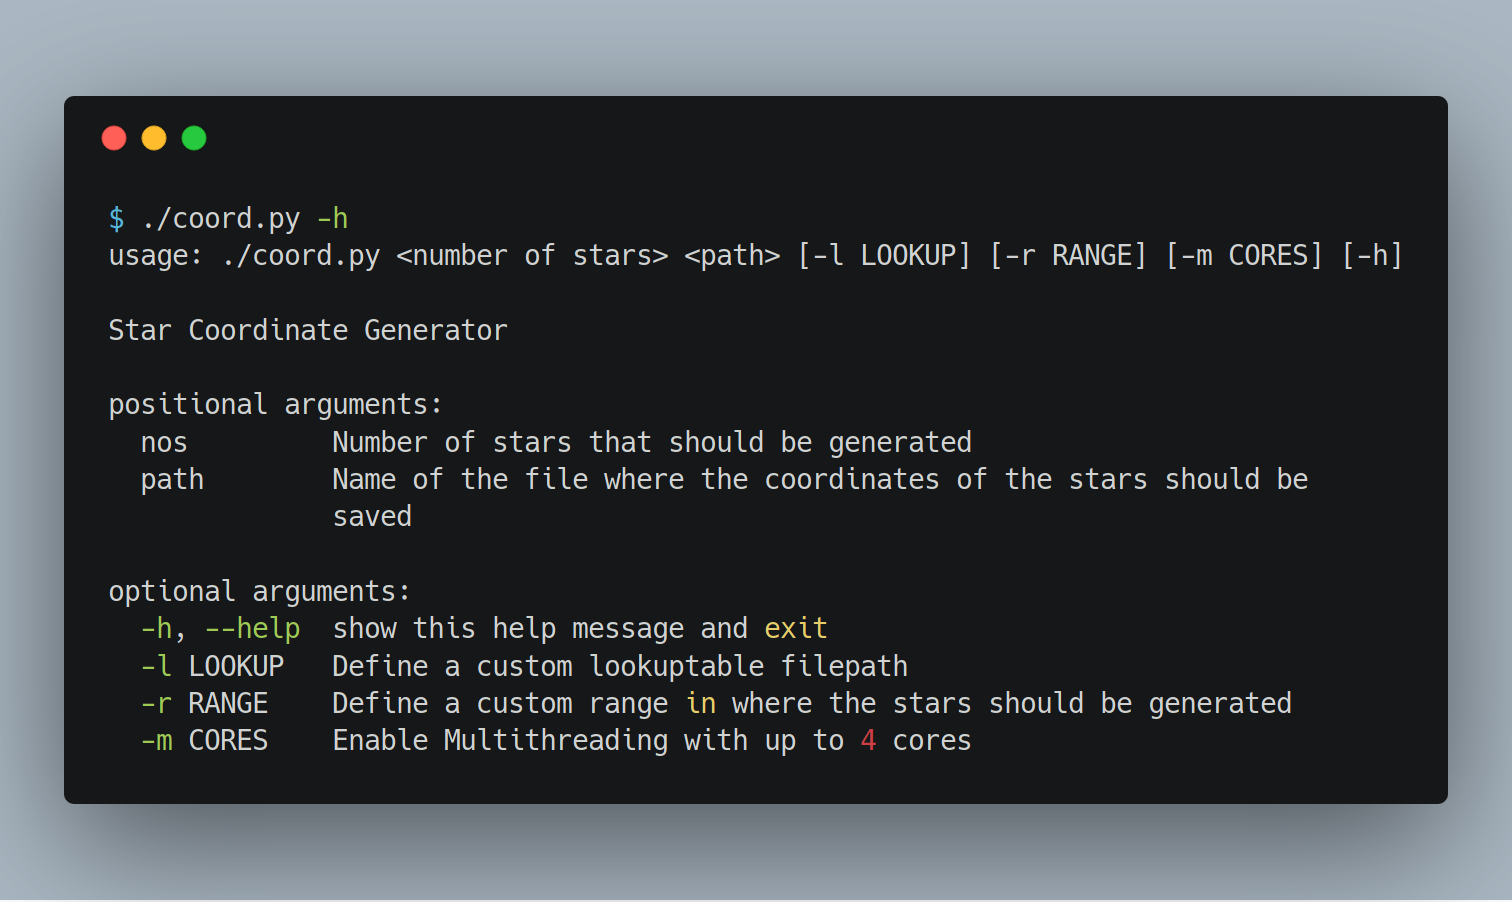 $ ./coord.py -h
usage: ./coord.py <number of stars> <path> [-l LOOKUP] [-r RANGE] [-m CORES] [-h]
Star Coordinate Generator
positional arguments:
  nos         Number of stars that should be generated
  path        Name of the file where the coordinates of the stars should be
              saved
optional arguments:
  -h, --help  show this help message and exit
  -l LOOKUP   Define a custom lookuptable filepath
  -r RANGE    Define a custom range in where the stars should be generated
  -m CORES    Enable Multithreading with up to 4 cores